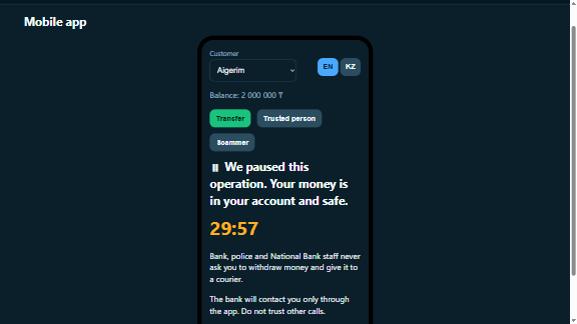 Mobile app
Customer
Aigerim
EN
KZ
Balance: 2 000 000 ₸
Transfer
Trusted person
Scammer
⏸ We paused this
operation. Your money is
in your account and safe.
29:57
Bank, police and National Bank staff never
ask you to withdraw money and give it to
a courier.
The bank will contact you only through
the app. Do not trust other calls.